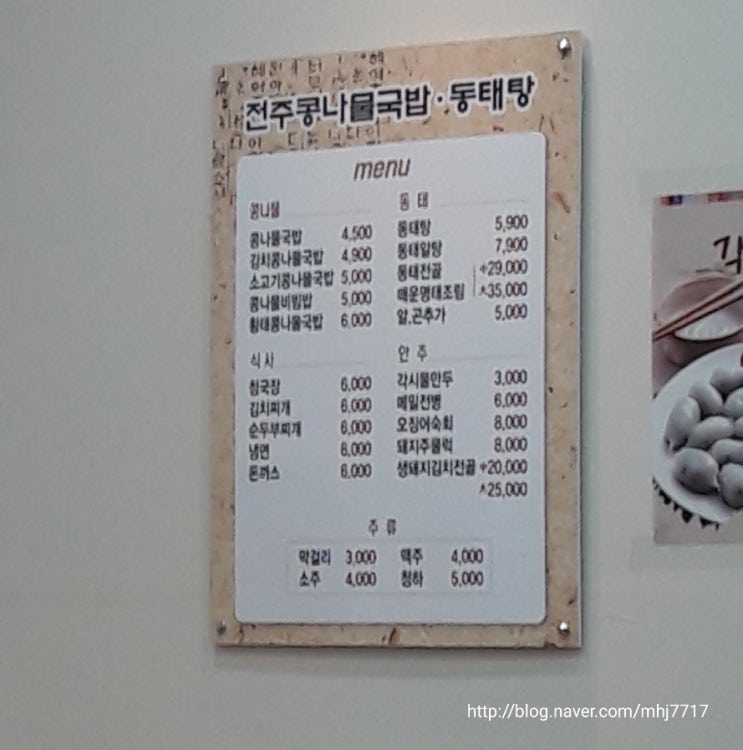 전주콩나물국밥·동태탕
menu
콩나물
콩나물국밥 4,500
김치콩나물국밥 4,900
소고기콩나물국밥 5,000
콩나물비빔밥 5,000
황태콩나물국밥 6,000
동태
동태탕 5,900
동태알탕 7,900
동태전골 中29,000
매운명태조림 大35,000
알,곤추가 5,000
식사
청국장 6,000
김치찌개 6,000
순두부찌개 6,000
냉면 6,000
돈까스 6,000
안주
각시물만두 3,000
메밀전병 6,000
오징어숙회 8,000
돼지주물럭 8,000
생돼지김치전골 中20,000
大25,000
주류
막걸리 3,000 맥주 4,000
소주 4,000 청하 5,000
각
http://blog.naver.com/mhj7717